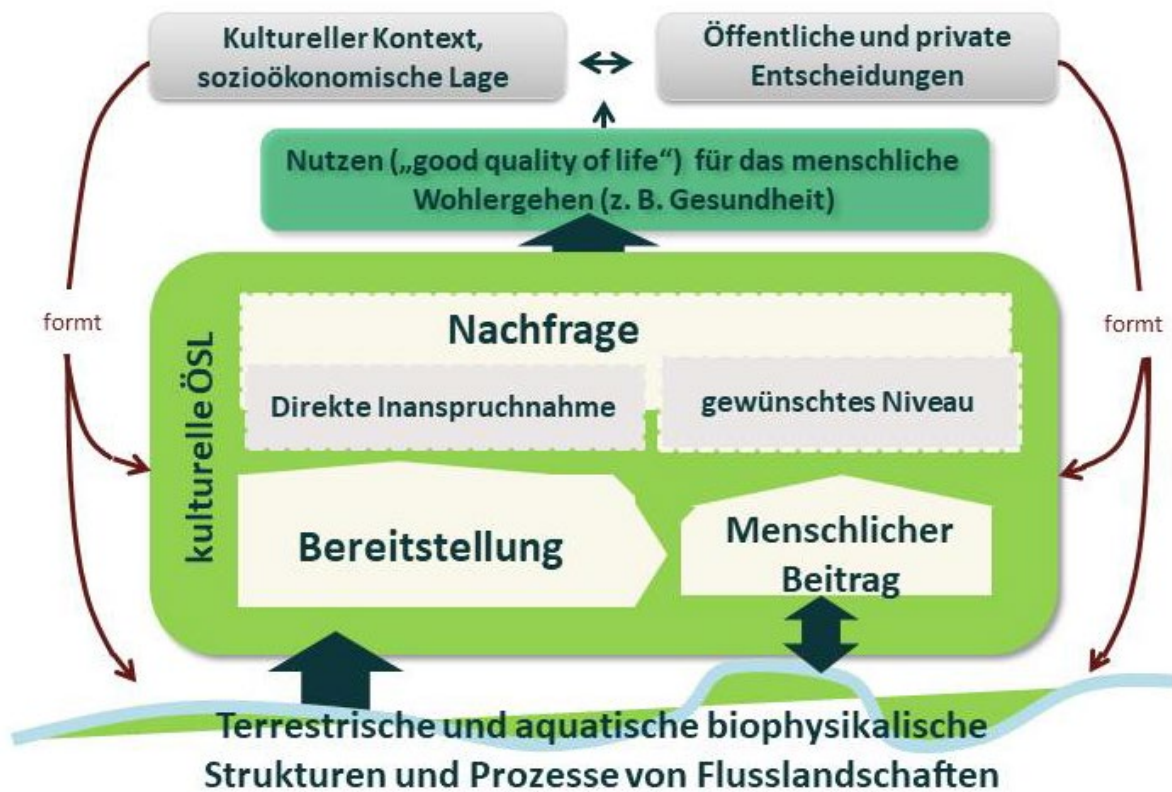 Kultureller Kontext,
sozioökonomische Lage
Öffentliche und private
Entscheidungen
Nutzen („good quality of life“) für das menschliche
Wohlergehen (z. B. Gesundheit)
formt
formt
kulturelle ÖSL
Nachfrage
Direkte Inanspruchnahme
gewünschtes Niveau
Bereitstellung
Menschlicher
Beitrag
Terrestrische und aquatische biophysikalische
Strukturen und Prozesse von Flusslandschaften